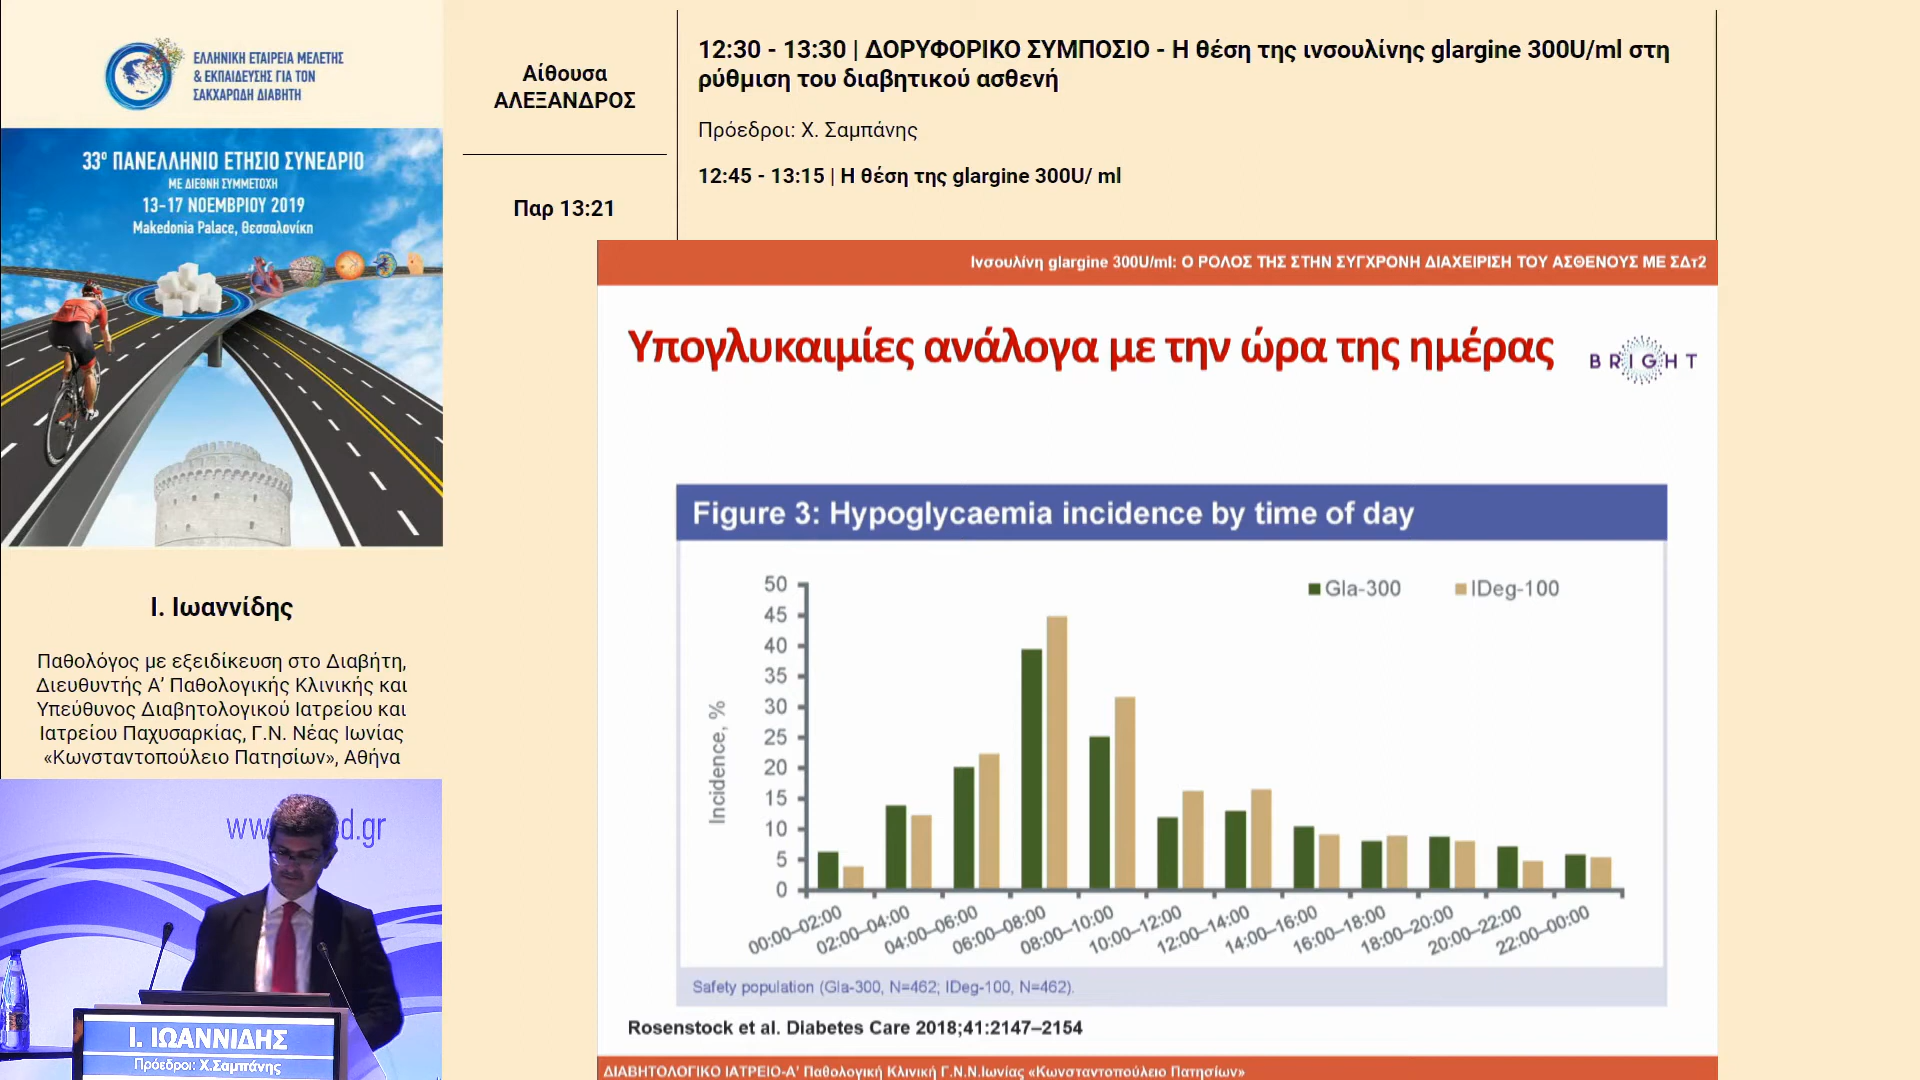 ΕΛΛΗΝΙΚΗ ΕΤΑΙΡΕΙΑ ΜΕΛΕΤΗΣ
& ΕΚΠΑΙΔΕΥΣΗΣ ΓΙΑ ΤΟΝ
ΣΑΚΧΑΡΩΔΗ ΔΙΑΒΗΤΗ
33ο ΠΑΝΕΛΛΗΝΙΟ ΕΤΗΣΙΟ ΣΥΝΕΔΡΙΟ
ΜΕ ΔΙΕΘΝΗ ΣΥΜΜΕΤΟΧΗ
13-17 ΝΟΕΜΒΡΙΟΥ 2019
Makedonia Palace, Θεσσαλονίκη
Αίθουσα
ΑΛΕΞΑΝΔΡΟΣ
Παρ 13:21
12:30 - 13:30 | ΔΟΡΥΦΟΡΙΚΟ ΣΥΜΠΟΣΙΟ - Η θέση της ινσουλίνης glargine 300U/ml στη
ρύθμιση του διαβητικού ασθενή
Πρόεδροι: Χ. Σαμπάνης
12:45 - 13:15 | Η θέση της glargine 300U/ ml
Ινσουλίνη glargine 300U/ml: Ο ΡΟΛΟΣ ΤΗΣ ΣΤΗΝ ΣΥΓΧΡΟΝΗ ΔΙΑΧΕΙΡΙΣΗ ΤΟΥ ΑΣΘΕΝΟΥΣ ΜΕ ΣΔτ2
Υπογλυκαιμίες ανάλογα με την ώρα της ημέρας
BRIGHT
Figure 3: Hypoglycaemia incidence by time of day
Gla-300 IDeg-100
Incidence, %
50
45
40
35
30
25
20
15
10
5
0
00:00–02:00 02:00–04:00 04:00–06:00 06:00–08:00 08:00–10:00 10:00–12:00 12:00–14:00 14:00–16:00 16:00–18:00 18:00–20:00 20:00–22:00 22:00–00:00
Safety population (Gla-300, N=462; IDeg-100, N=462).
Rosenstock et al. Diabetes Care 2018;41:2147–2154
ΔΙΑΒΗΤΟΛΟΓΙΚΟ ΙΑΤΡΕΙΟ-Α' Παθολογική Κλινική Γ.Ν.Ν.Ιωνίας «Κωνσταντοπούλειο Πατησίων»
Ι. Ιωαννίδης
Παθολόγος με εξειδίκευση στο Διαβήτη,
Διευθυντής Α’ Παθολογικής Κλινικής και
Υπεύθυνος Διαβητολογικού Ιατρείου και
Ιατρείου Παχυσαρκίας, Γ.Ν. Νέας Ιωνίας
«Κωνσταντοπούλειο Πατησίων», Αθήνα
Ι. ΙΩΑΝΝΙΔΗΣ
Πρόεδροι: Χ.Σαμπάνης